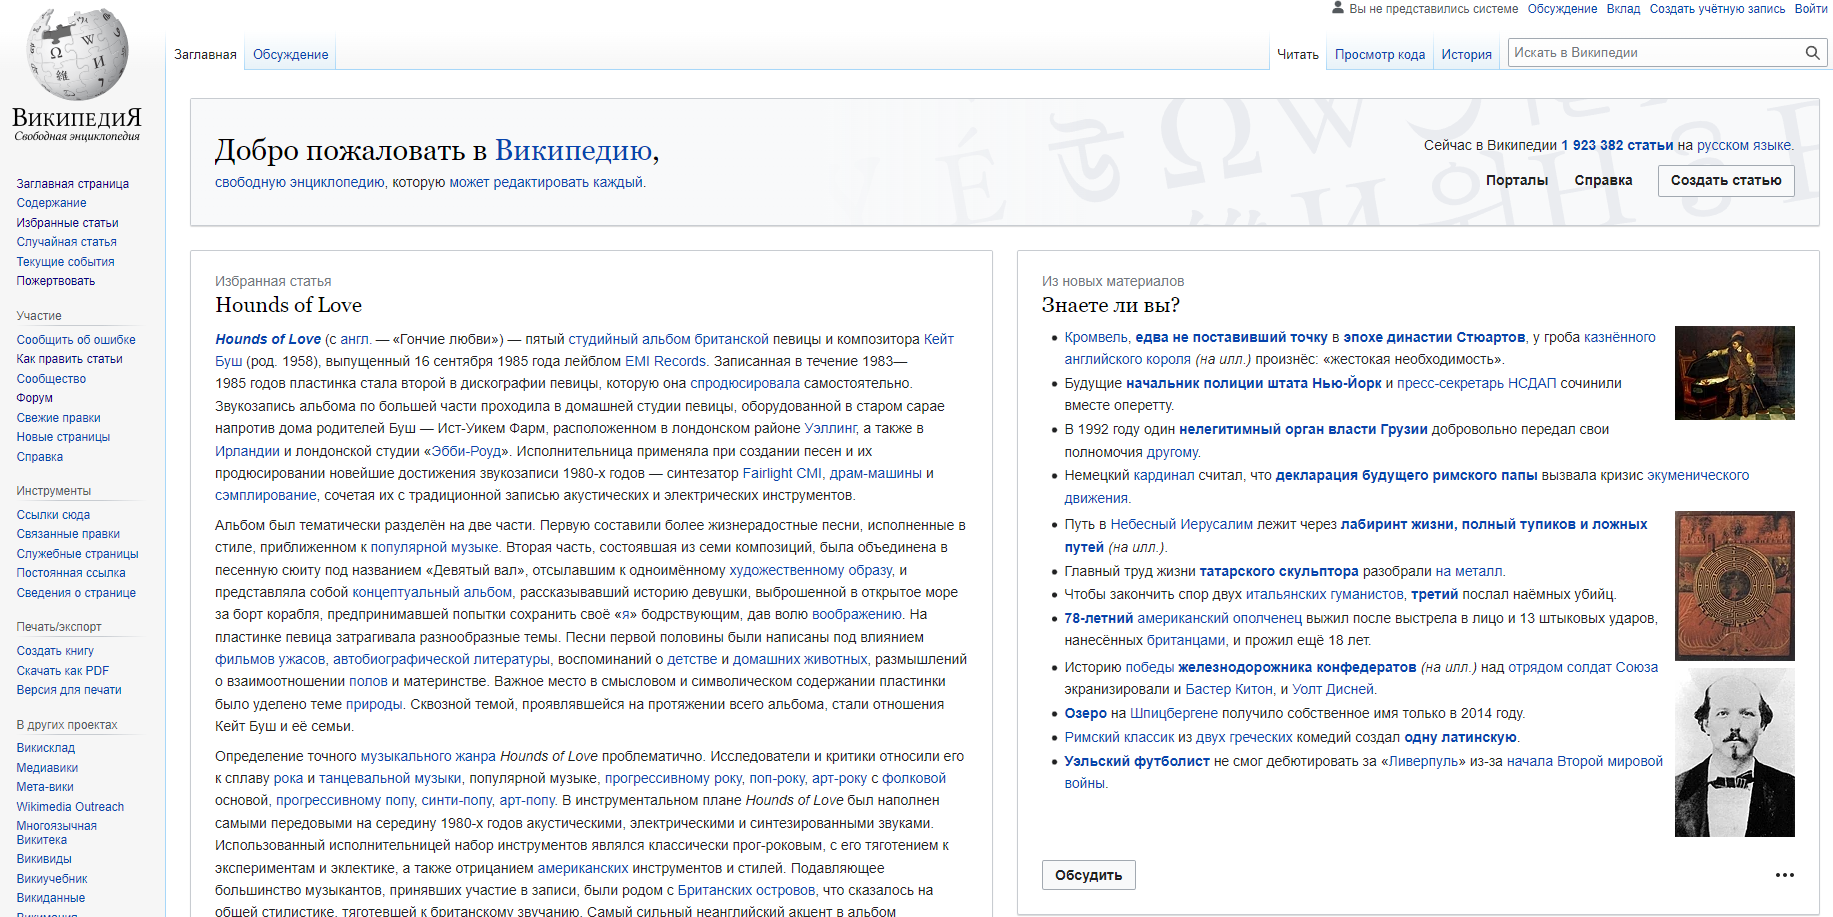 Вы не представились системе Обсуждение Вклад Создать учётную запись Войти
Заглавная Обсуждение Читать Просмотр кода История Искать в Википедии
ВикипедиЯ
Свободная энциклопедия
Заглавная страница
Содержание
Избранные статьи
Случайная статья
Текущие события
Пожертвовать
Участие
Сообщить об ошибке
Как править статьи
Сообщество
Форум
Свежие правки
Новые страницы
Справка
Инструменты
Ссылки сюда
Связанные правки
Служебные страницы
Постоянная ссылка
Сведения о странице
Печать/экспорт
Создать книгу
Скачать как PDF
Версия для печати
В других проектах
Викисклад
Медиавики
Мета-вики
Wikimedia Outreach
Многоязычная
Викитека
Викивиды
Викиучебник
Викиданные
Добро пожаловать в Википедию,
свободную энциклопедию, которую может редактировать каждый.
Сейчас в Википедии 1 923 382 статьи на русском языке.
Порталы Справка Создать статью
Избранная статья
Hounds of Love
Hounds of Love (с англ. — «Гончие любви») — пятый студийный альбом британской певицы и композитора Кейт
Буш (род. 1958), выпущенный 16 сентября 1985 года лейблом EMI Records. Записанная в течение 1983—
1985 годов пластинка стала второй в дискографии певицы, которую она спродюсировала самостоятельно.
Звукозапись альбома по большей части проходила в домашней студии певицы, оборудованной в старом сарае
напротив дома родителей Буш — Ист-Уикем Фарм, расположенном в лондонском районе Уэллинг, а также в
Ирландии и лондонской студии «Эбби-Роуд». Исполнительница применяла при создании песен и их
продюсировании новейшие достижения звукозаписи 1980-х годов — синтезатор Fairlight CMI, драм-машины и
сэмплирование, сочетая их с традиционной записью акустических и электрических инструментов.
Альбом был тематически разделён на две части. Первую составили более жизнерадостные песни, исполненные в
стиле, приближенном к популярной музыке. Вторая часть, состоявшая из семи композиций, была объединена в
песенную сюиту под названием «Девятый вал», отсылавшим к одноимённому художественному образу, и
представляла собой концептуальный альбом, рассказывавший историю девушки, выброшенной в открытое море
за борт корабля, предпринимавшей попытки сохранить своё «я» бодрствующим, дав волю воображению. На
пластинке певица затрагивала разнообразные темы. Песни первой половины были написаны под влиянием
фильмов ужасов, автобиографической литературы, воспоминаний о детстве и домашних животных, размышлений
о взаимоотношении полов и материнстве. Важное место в смысловом и символическом содержании пластинки
было уделено теме природы. Сквозной темой, проявлявшейся на протяжении всего альбома, стали отношения
Кейт Буш и её семьи.
Определение точного музыкального жанра Hounds of Love проблематично. Исследователи и критики относили его
к сплаву рока и танцевальной музыки, популярной музыке, прогрессивному року, поп-року, арт-року с фолковой
основой, прогрессивному попу, синти-попу, арт-попу. В инструментальном плане Hounds of Love был наполнен
самыми передовыми на середину 1980-х годов акустическими, электрическими и синтезированными звуками.
Использованный исполнительницей набор инструментов являлся классически прог-роковым, с его тяготением к
экспериментам и эклектике, а также отрицанием американских инструментов и стилей. Подавляющее
большинство музыкантов, принявших участие в записи, были родом с Британских островов, что сказалось на
общей стилистике, тяготевшей к британскому звучанию. Самый сильный неанглийский акцент в альбом
Из новых материалов
Знаете ли вы?
Кромвель, едва не поставивший точку в эпохе династии Стюартов, у гроба казнённого
английского короля (на илл.) произнёс: «жестокая необходимость».
Будущие начальник полиции штата Нью-Йорк и пресс-секретарь НСДАП сочинили
вместе оперетту.
В 1992 году один нелегитимный орган власти Грузии добровольно передал свои
полномочия другому.
Немецкий кардинал считал, что декларация будущего римского папы вызвала кризис экуменического
движения.
Путь в Небесный Иерусалим лежит через лабиринт жизни, полный тупиков и ложных
путей (на илл.).
Главный труд жизни татарского скульптора разобрали на металл.
Чтобы закончить спор двух итальянских гуманистов, третий послал наёмных убийц.
78-летний американский ополченец выжил после выстрела в лицо и 13 штыковых ударов,
нанесённых британцами, и прожил ещё 18 лет.
Историю победы железнодорожника конфедератов (на илл.) над отрядом солдат Союза
экранизировали и Бастер Китон, и Уолт Дисней.
Озеро на Шпицбергене получило собственное имя только в 2014 году.
Римский классик из двух греческих комедий создал одну латинскую.
Уэльский футболист не смог дебютировать за «Ливерпуль» из-за начала Второй мировой
войны.
Обсудить